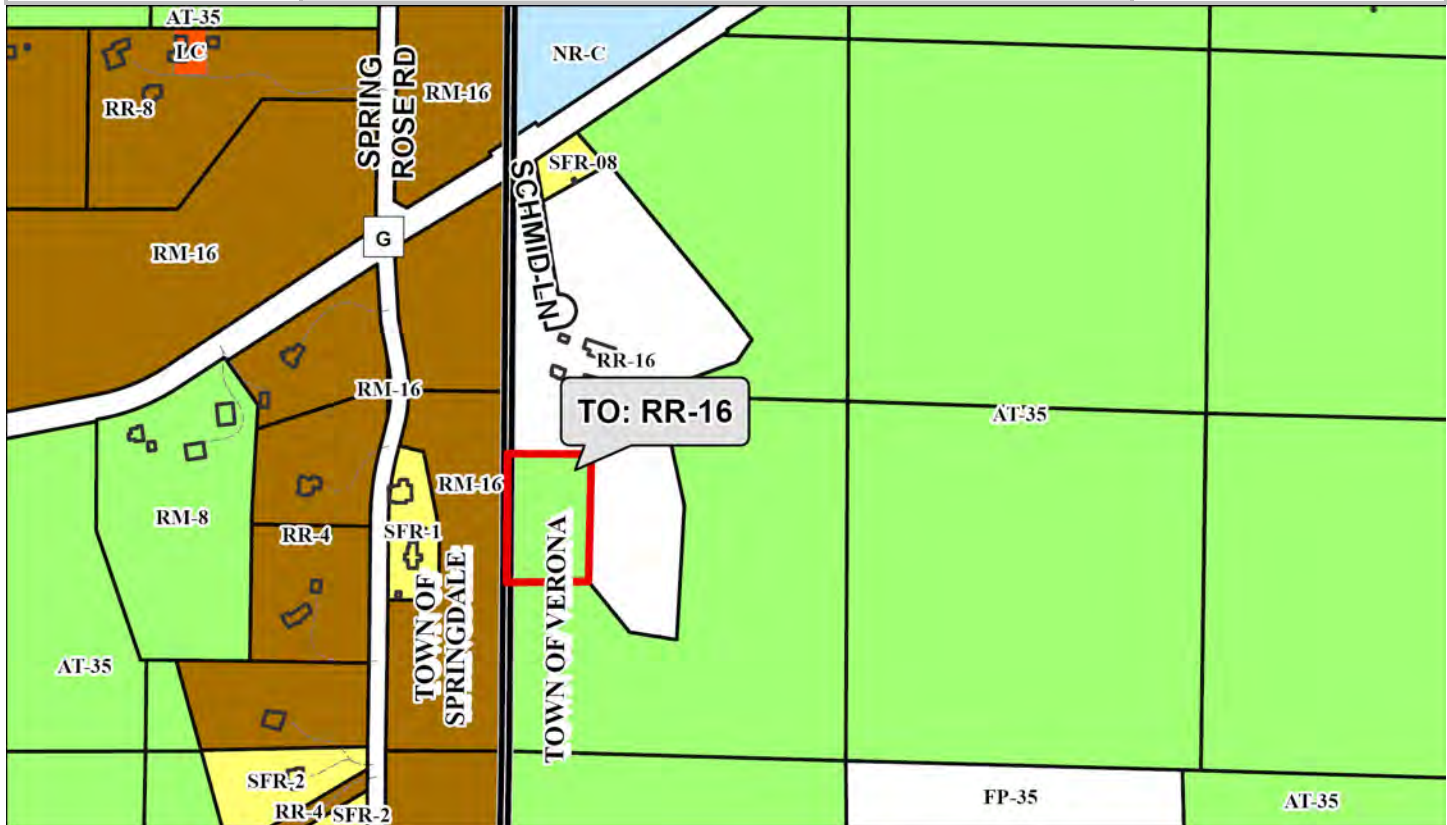 AT-35
LC
NR-C
RR-8
RM-16
SPRING
ROSE RD
SFR-08
SCHMID LN
G
RM-16
RR-16
RM-16
TO: RR-16
AT-35
RM-16
RM-8
RR-4
SFR-1
TOWN OF
SPRINGDALE
TOWN OF VERONA
AT-35
SFR-2
RR-4
SFR-2
FP-35
AT-35